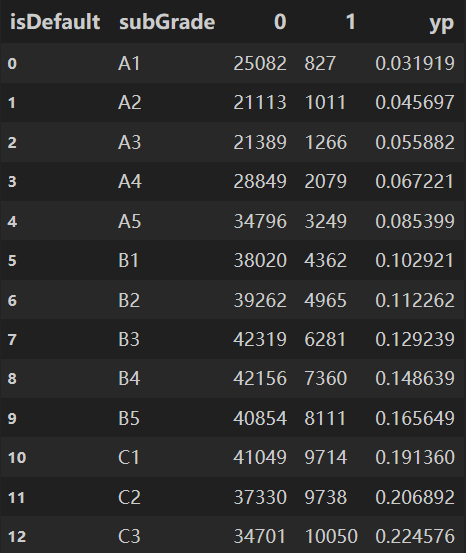 isDefault subGrade 0 1 yp
0 A1 25082 827 0.031919
1 A2 21113 1011 0.045697
2 A3 21389 1266 0.055882
3 A4 28849 2079 0.067221
4 A5 34796 3249 0.085399
5 B1 38020 4362 0.102921
6 B2 39262 4965 0.112262
7 B3 42319 6281 0.129239
8 B4 42156 7360 0.148639
9 B5 40854 8111 0.165649
10 C1 41049 9714 0.191360
11 C2 37330 9738 0.206892
12 C3 34701 10050 0.224576